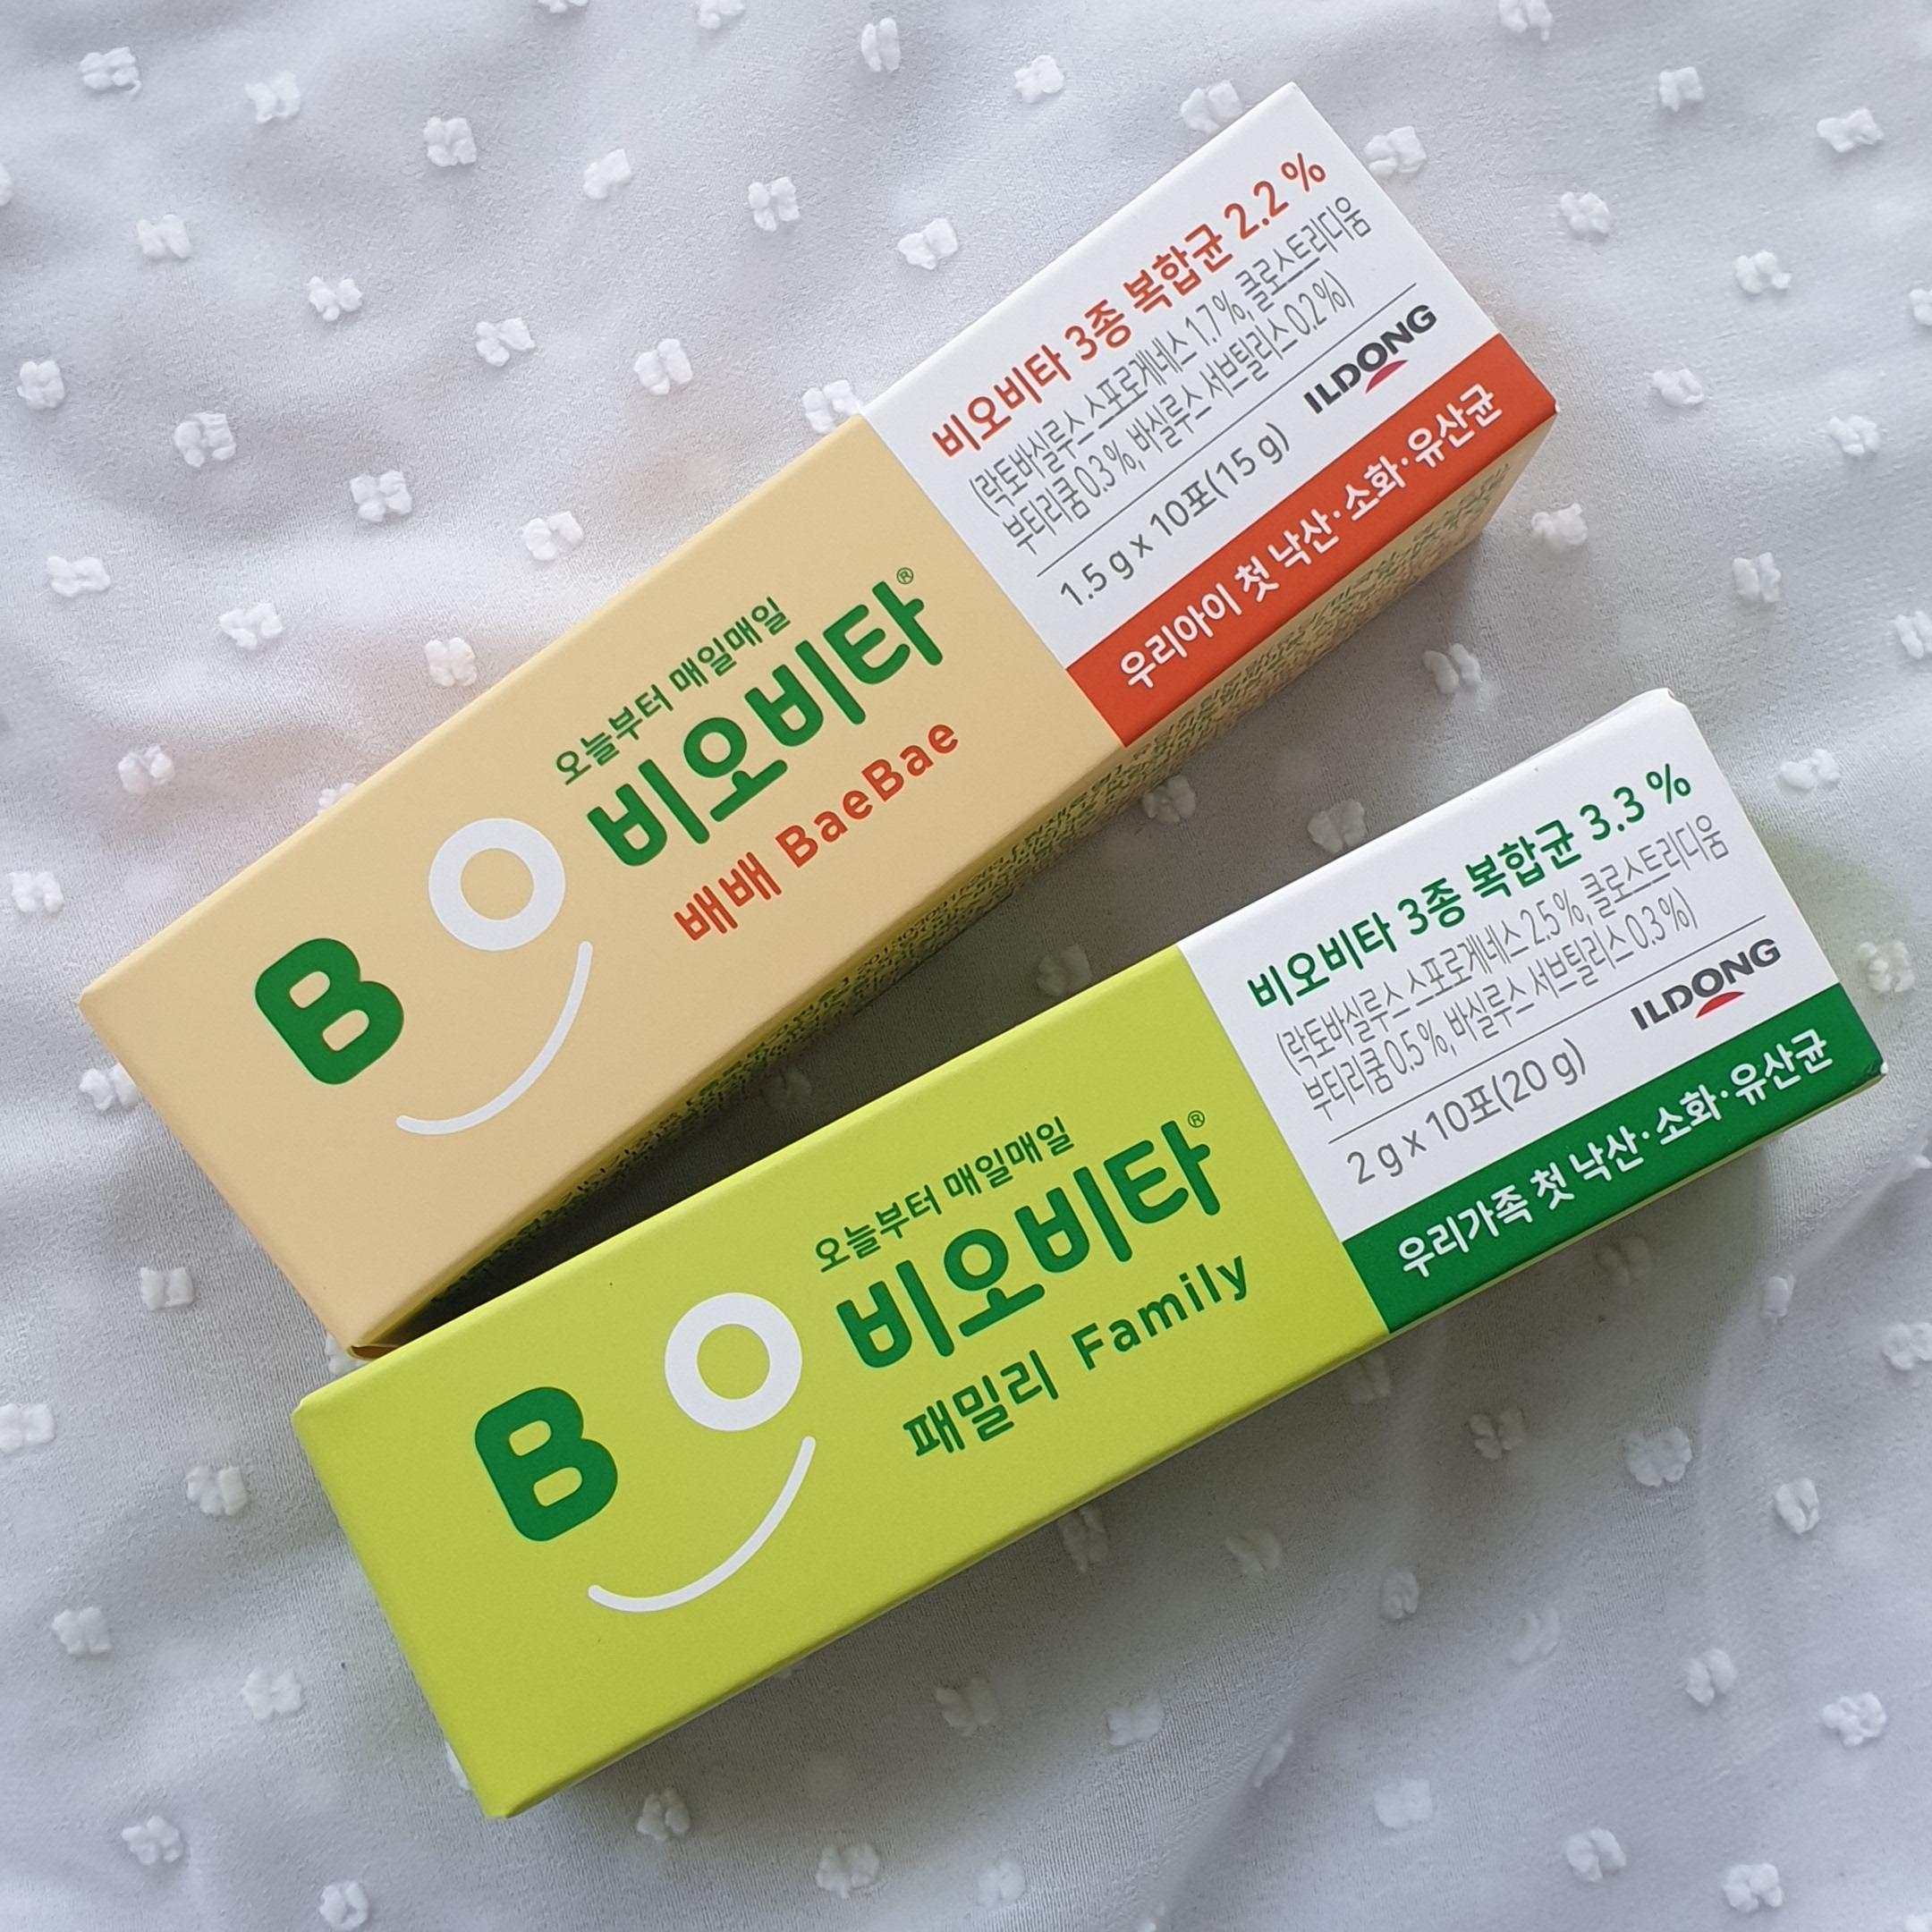 비오비타 3종 복합균 2.2 %
(락토바실루스 스포로게네스 1.7%, 클로스트리디움
부티리쿰 0.3%, 바실루스 서브틸리스 0.2%)
1.5 g x 10포(15 g)
ILDONG
우리아이 첫 낙산·소화·유산균
오늘부터 매일매일
비오비타®
배배 BaeBae
B
비오비타 3종 복합균 3.3 %
(락토바실루스 스포로게네스 2.5%, 클로스트리디움
부티리쿰 0.5%, 바실루스 서브틸리스 0.3%)
2 g x 10포(20 g)
ILDONG
우리가족 첫 낙산·소화·유산균
오늘부터 매일매일
비오비타®
패밀리 Family
B